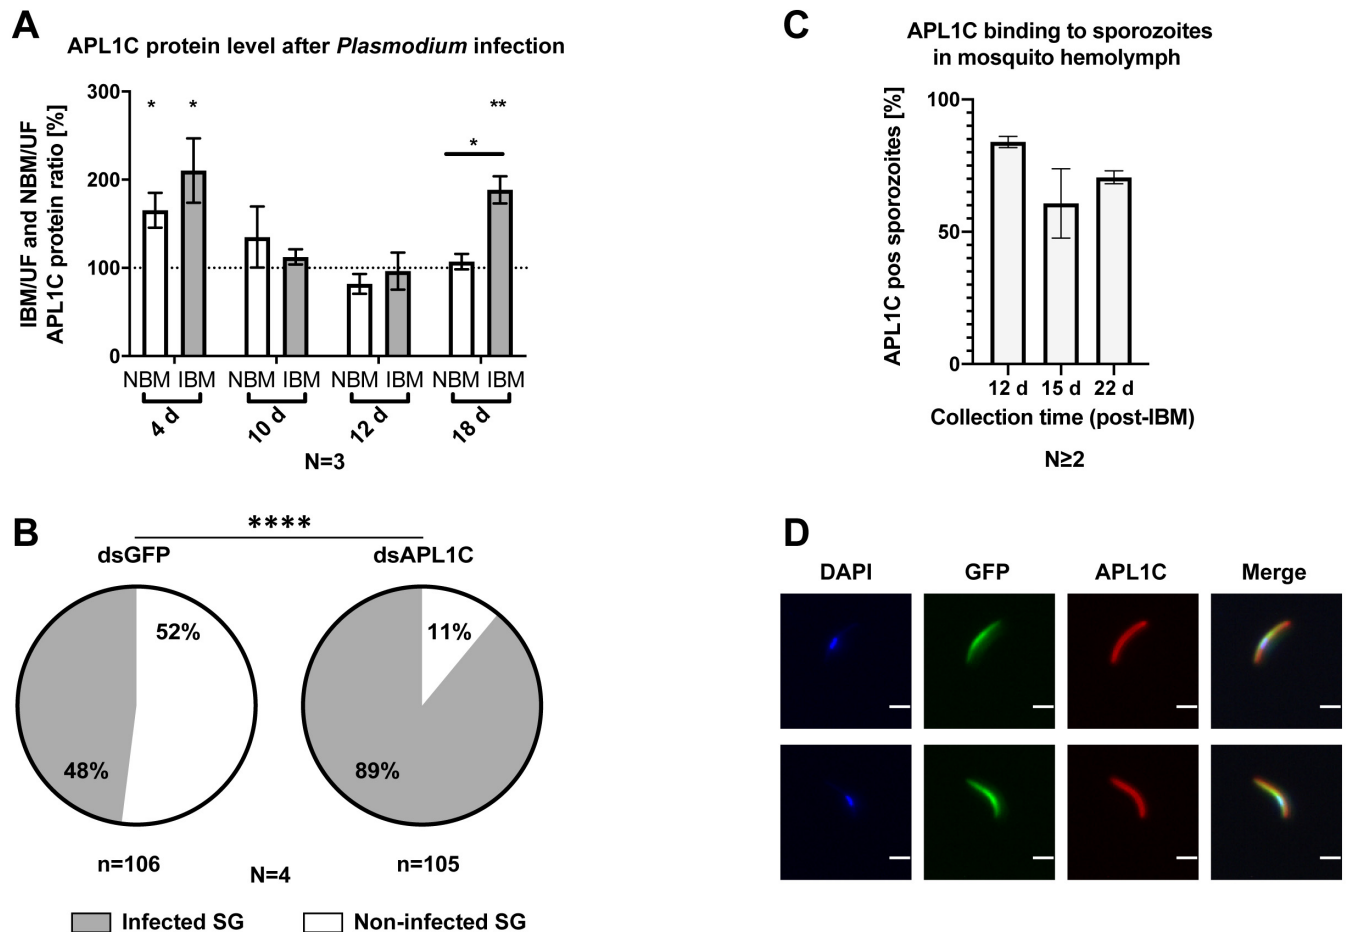 A
APL1C protein level after Plasmodium infection
IBM/UF and NBM/UF
APL1C protein ratio [%]
300
200
100
0
* * ** *
NBM IBM NBM IBM NBM IBM NBM IBM
4 d 10 d 12 d 18 d
N=3
B
****
dsGFP dsAPL1C
52% 48%
11% 89%
n=106 n=105
N=4
Infected SG Non-infected SG
C
APL1C binding to sporozoites
in mosquito hemolymph
APL1C pos sporozoites [%]
100
50
0
12 d 15 d 22 d
Collection time (post-IBM)
N≥2
D
DAPI GFP APL1C Merge